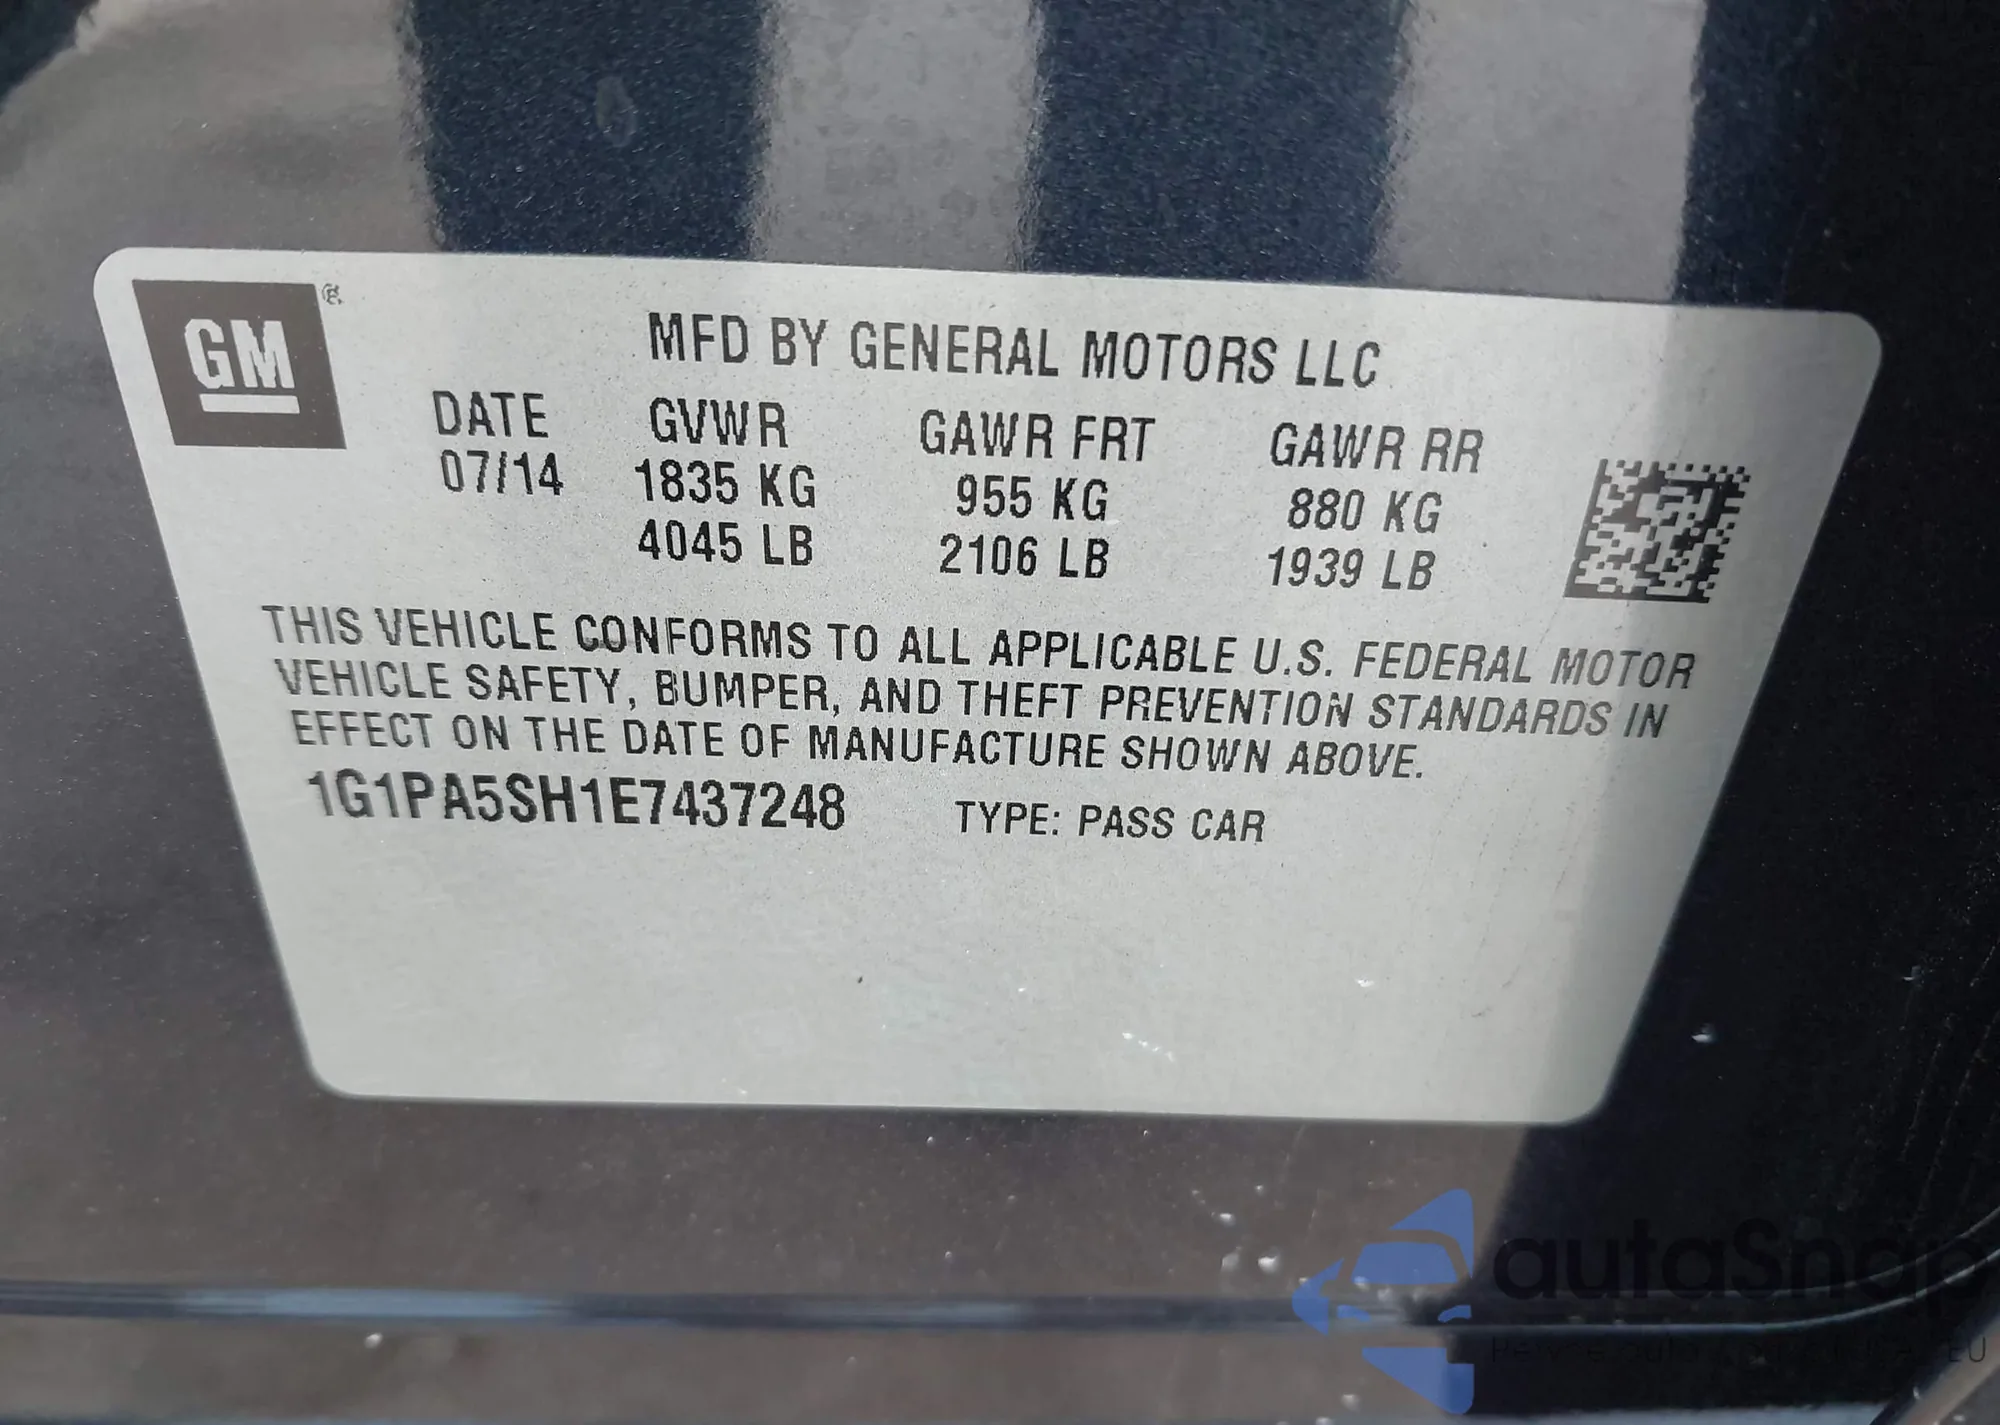 GM ®
MFD BY GENERAL MOTORS LLC
DATE GVWR GAWR FRT GAWR RR
07/14 1835 KG 955 KG 880 KG
4045 LB 2106 LB 1939 LB
THIS VEHICLE CONFORMS TO ALL APPLICABLE U.S. FEDERAL MOTOR
VEHICLE SAFETY, BUMPER, AND THEFT PREVENTION STANDARDS IN
EFFECT ON THE DATE OF MANUFACTURE SHOWN ABOVE.
1G1PA5SH1E7437248 TYPE: PASS CAR
autaSnap